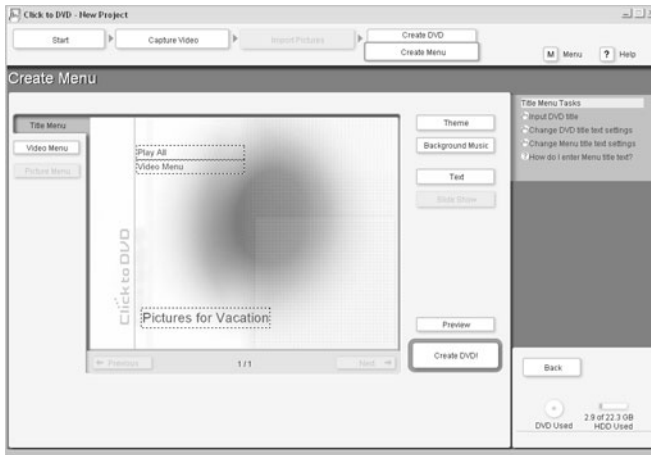 Click to DVD - New Project
Start
Capture Video
Import Pictures
Create DVD
Create Menu
M Menu
? Help
Create Menu
Title Menu
Video Menu
Picture Menu
Play All
Video Menu
Click to DVD
Pictures for Vacation
Previous
1 / 1
Next
Theme
Background Music
Text
Slide Show
Preview
Create DVD!
Title Menu Tasks
Input DVD title
Change DVD title text settings
Change Menu title text settings
How do I enter Menu title text?
Back
DVD Used
2.9 of 22.3 GB
HDD Used